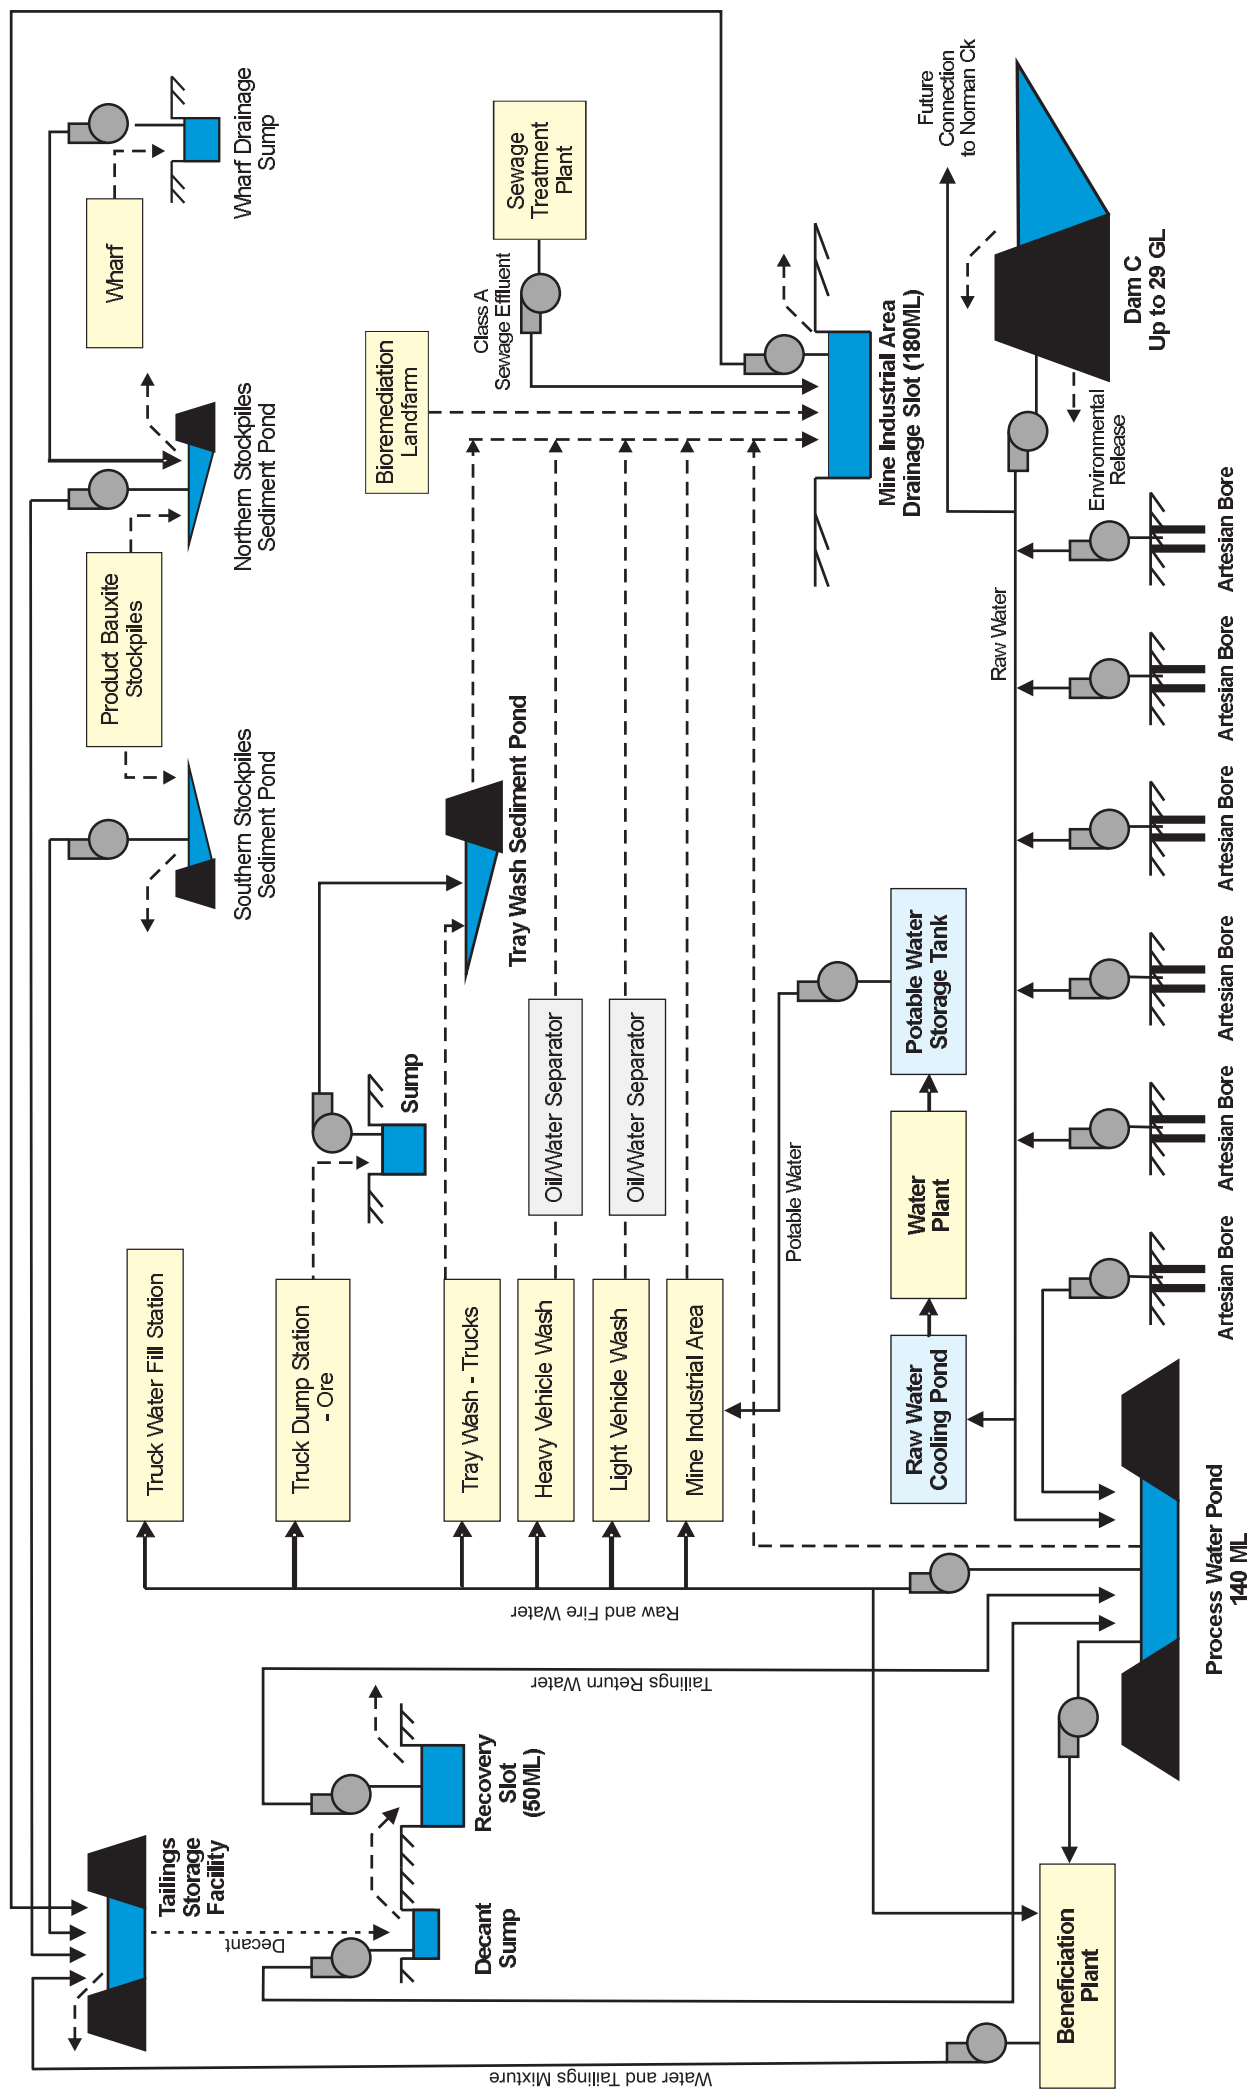 Tailings
Storage
Facility
Decant
Decant
Sump
Recovery
Slot
(50ML)
Water and Tailings Mixture
Tailings Return Water
Raw and Fire Water
Beneficiation
Plant
Process Water Pond
140 ML
Truck Water Fill Station
Truck Dump Station
- Ore
Tray Wash - Trucks
Heavy Vehicle Wash
Light Vehicle Wash
Mine Industrial Area
Sump
Oil/Water Separator
Oil/Water Separator
Tray Wash Sediment Pond
Potable Water
Raw Water
Cooling Pond
Water
Plant
Potable Water
Storage Tank
Southern Stockpiles
Sediment Pond
Product Bauxite
Stockpiles
Northern Stockpiles
Sediment Pond
Wharf
Wharf Drainage
Sump
Bioremediation
Landfarm
Class A
Sewage Effluent
Sewage
Treatment
Plant
Mine Industrial Area
Drainage Slot (180ML)
Future
Connection
to Norman Ck
Raw Water
Environmental
Release
Dam C
Up to 29 GL
Artesian Bore
Artesian Bore
Artesian Bore
Artesian Bore
Artesian Bore
Artesian Bore